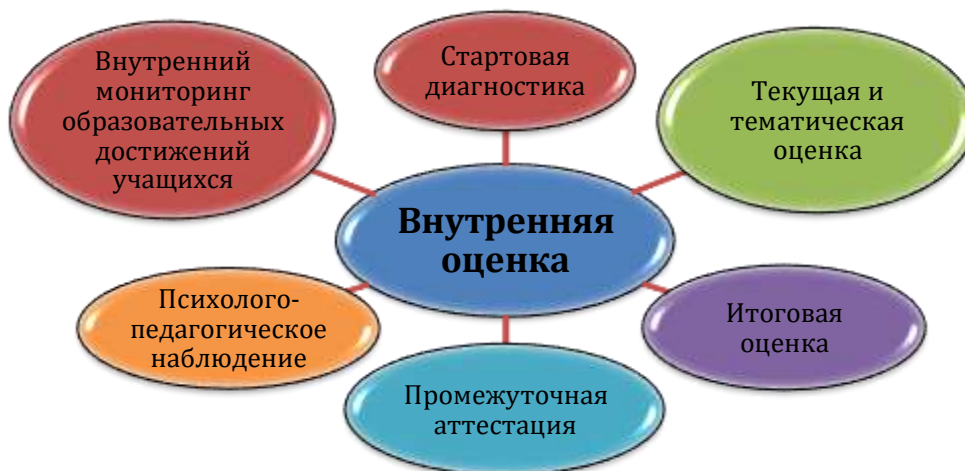 Внутренний
мониторинг
образовательных
достижений
учащихся
Стартовая
диагностика
Текущая и
тематическая
оценка
Внутренняя
оценка
Психолого-
педагогическое
наблюдение
Промежуточная
аттестация
Итоговая
оценка